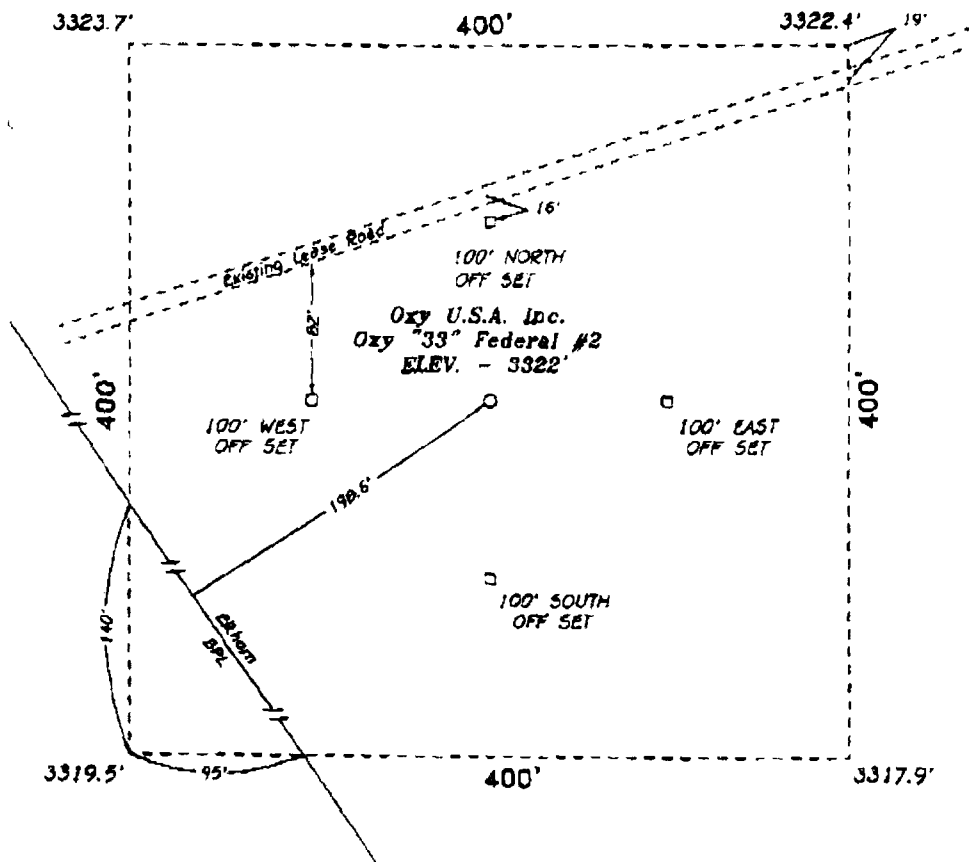 3323.7'
400'
3322.4'
19'
16'
Existing Lease Road
100' NORTH
OFF SET
Oxy U.S.A. Inc.
Oxy "33" Federal #2
ELEV. - 3322'
82'
400'
400'
100' WEST
OFF SET
100' EAST
OFF SET
198.6'
100' SOUTH
OFF SET
140'
Elkhorn
BPL
3319.5'
95'
400'
3317.9'